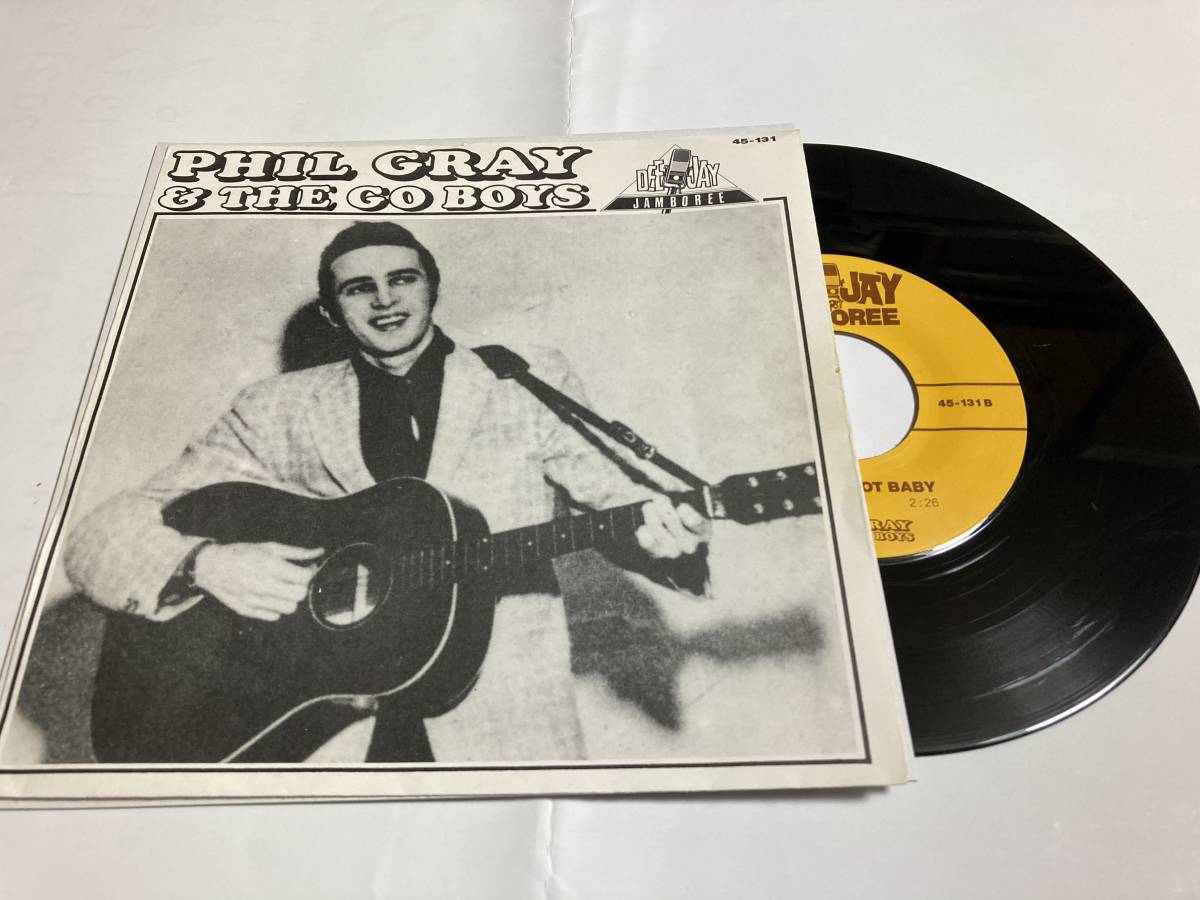 PHIL GRAY
& THE GO BOYS
45-131
DEE JAY
JAMBOREE
JAY
OREE
45-131 B
OT BABY
2:26
RAY
BOYS